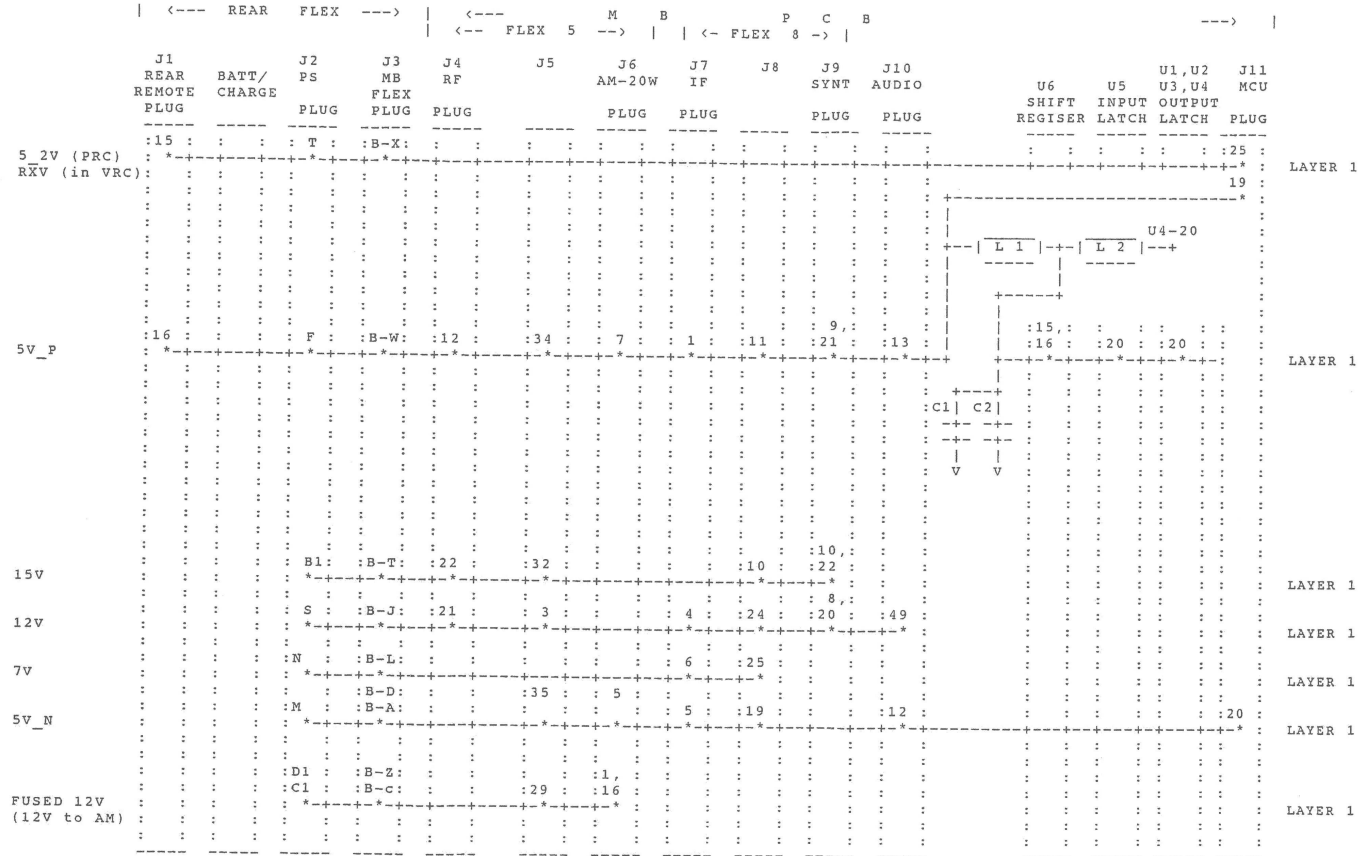 | <--- REAR FLEX ---> | <--- M B P C B ---> |
| <-- FLEX 5 --> | | <- FLEX 8 -> |
J1 J2 J3 J4 J5 J6 J7 J8 J9 J10 U1,U2 J11
REAR BATT/ PS MB RF AM-20W IF SYNT AUDIO U6 U5 U3,U4 MCU
REMOTE CHARGE FLEX SHIFT INPUT OUTPUT
PLUG PLUG PLUG PLUG PLUG PLUG PLUG PLUG REGISER LATCH LATCH PLUG
:15 : T :B-X: :25 :
5_2V (PRC) LAYER 1
RXV (in VRC):
19
U4-20
L 1 L 2
9,: :15,:
:16 F :B-W: :12 :34 7 1 :11 :21 :13 :16 :20 :20
5V_P LAYER 1
C1| C2|
V V
:10,:
B1: :B-T: :22 :32 :10 :22
15V LAYER 1
8,:
S :B-J: :21 3 4 :24 :20 :49
12V LAYER 1
:N :B-L: 6 :25
7V LAYER 1
:B-D: :35 5
:M :B-A: 5 :19 :12 :20
5V_N LAYER 1
:D1 :B-Z: :1,
:C1 :B-c: :29 :16
FUSED 12V LAYER 1
(12V to AM)